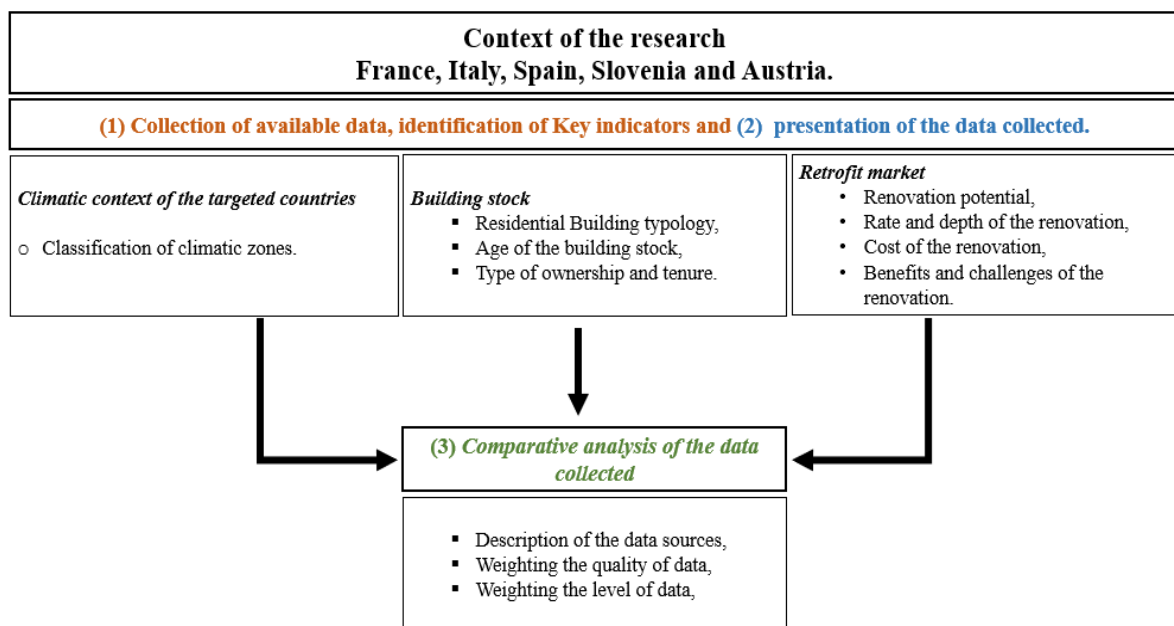 Context of the research
France, Italy, Spain, Slovenia and Austria.
(1) Collection of available data, identification of Key indicators and (2) presentation of the data collected.
Climatic context of the targeted countries
o Classification of climatic zones.
Building stock
▪ Residential Building typology,
▪ Age of the building stock,
▪ Type of ownership and tenure.
Retrofit market
• Renovation potential,
• Rate and depth of the renovation,
• Cost of the renovation,
• Benefits and challenges of the
renovation.
(3) Comparative analysis of the data
collected
▪ Description of the data sources,
▪ Weighting the quality of data,
▪ Weighting the level of data,